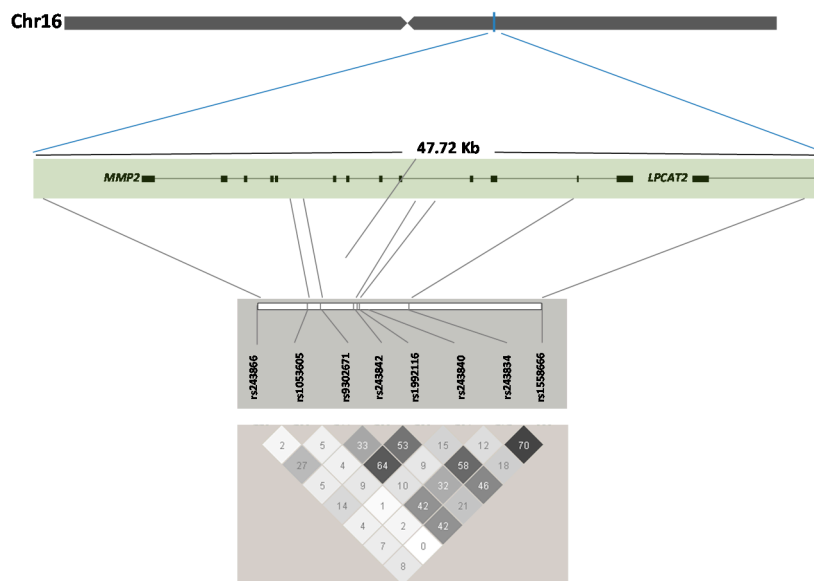 Chr16
47.72 Kb
MMP2 LPCAT2
rs243866
rs1053605
rs9302671
rs243842
rs1992116
rs243840
rs243834
rs1558666
2 5 33 53 15 12 70
27 4 64 9 58 18
5 9 10 32 46
14 1 42 21
4 2 42
7 0
8